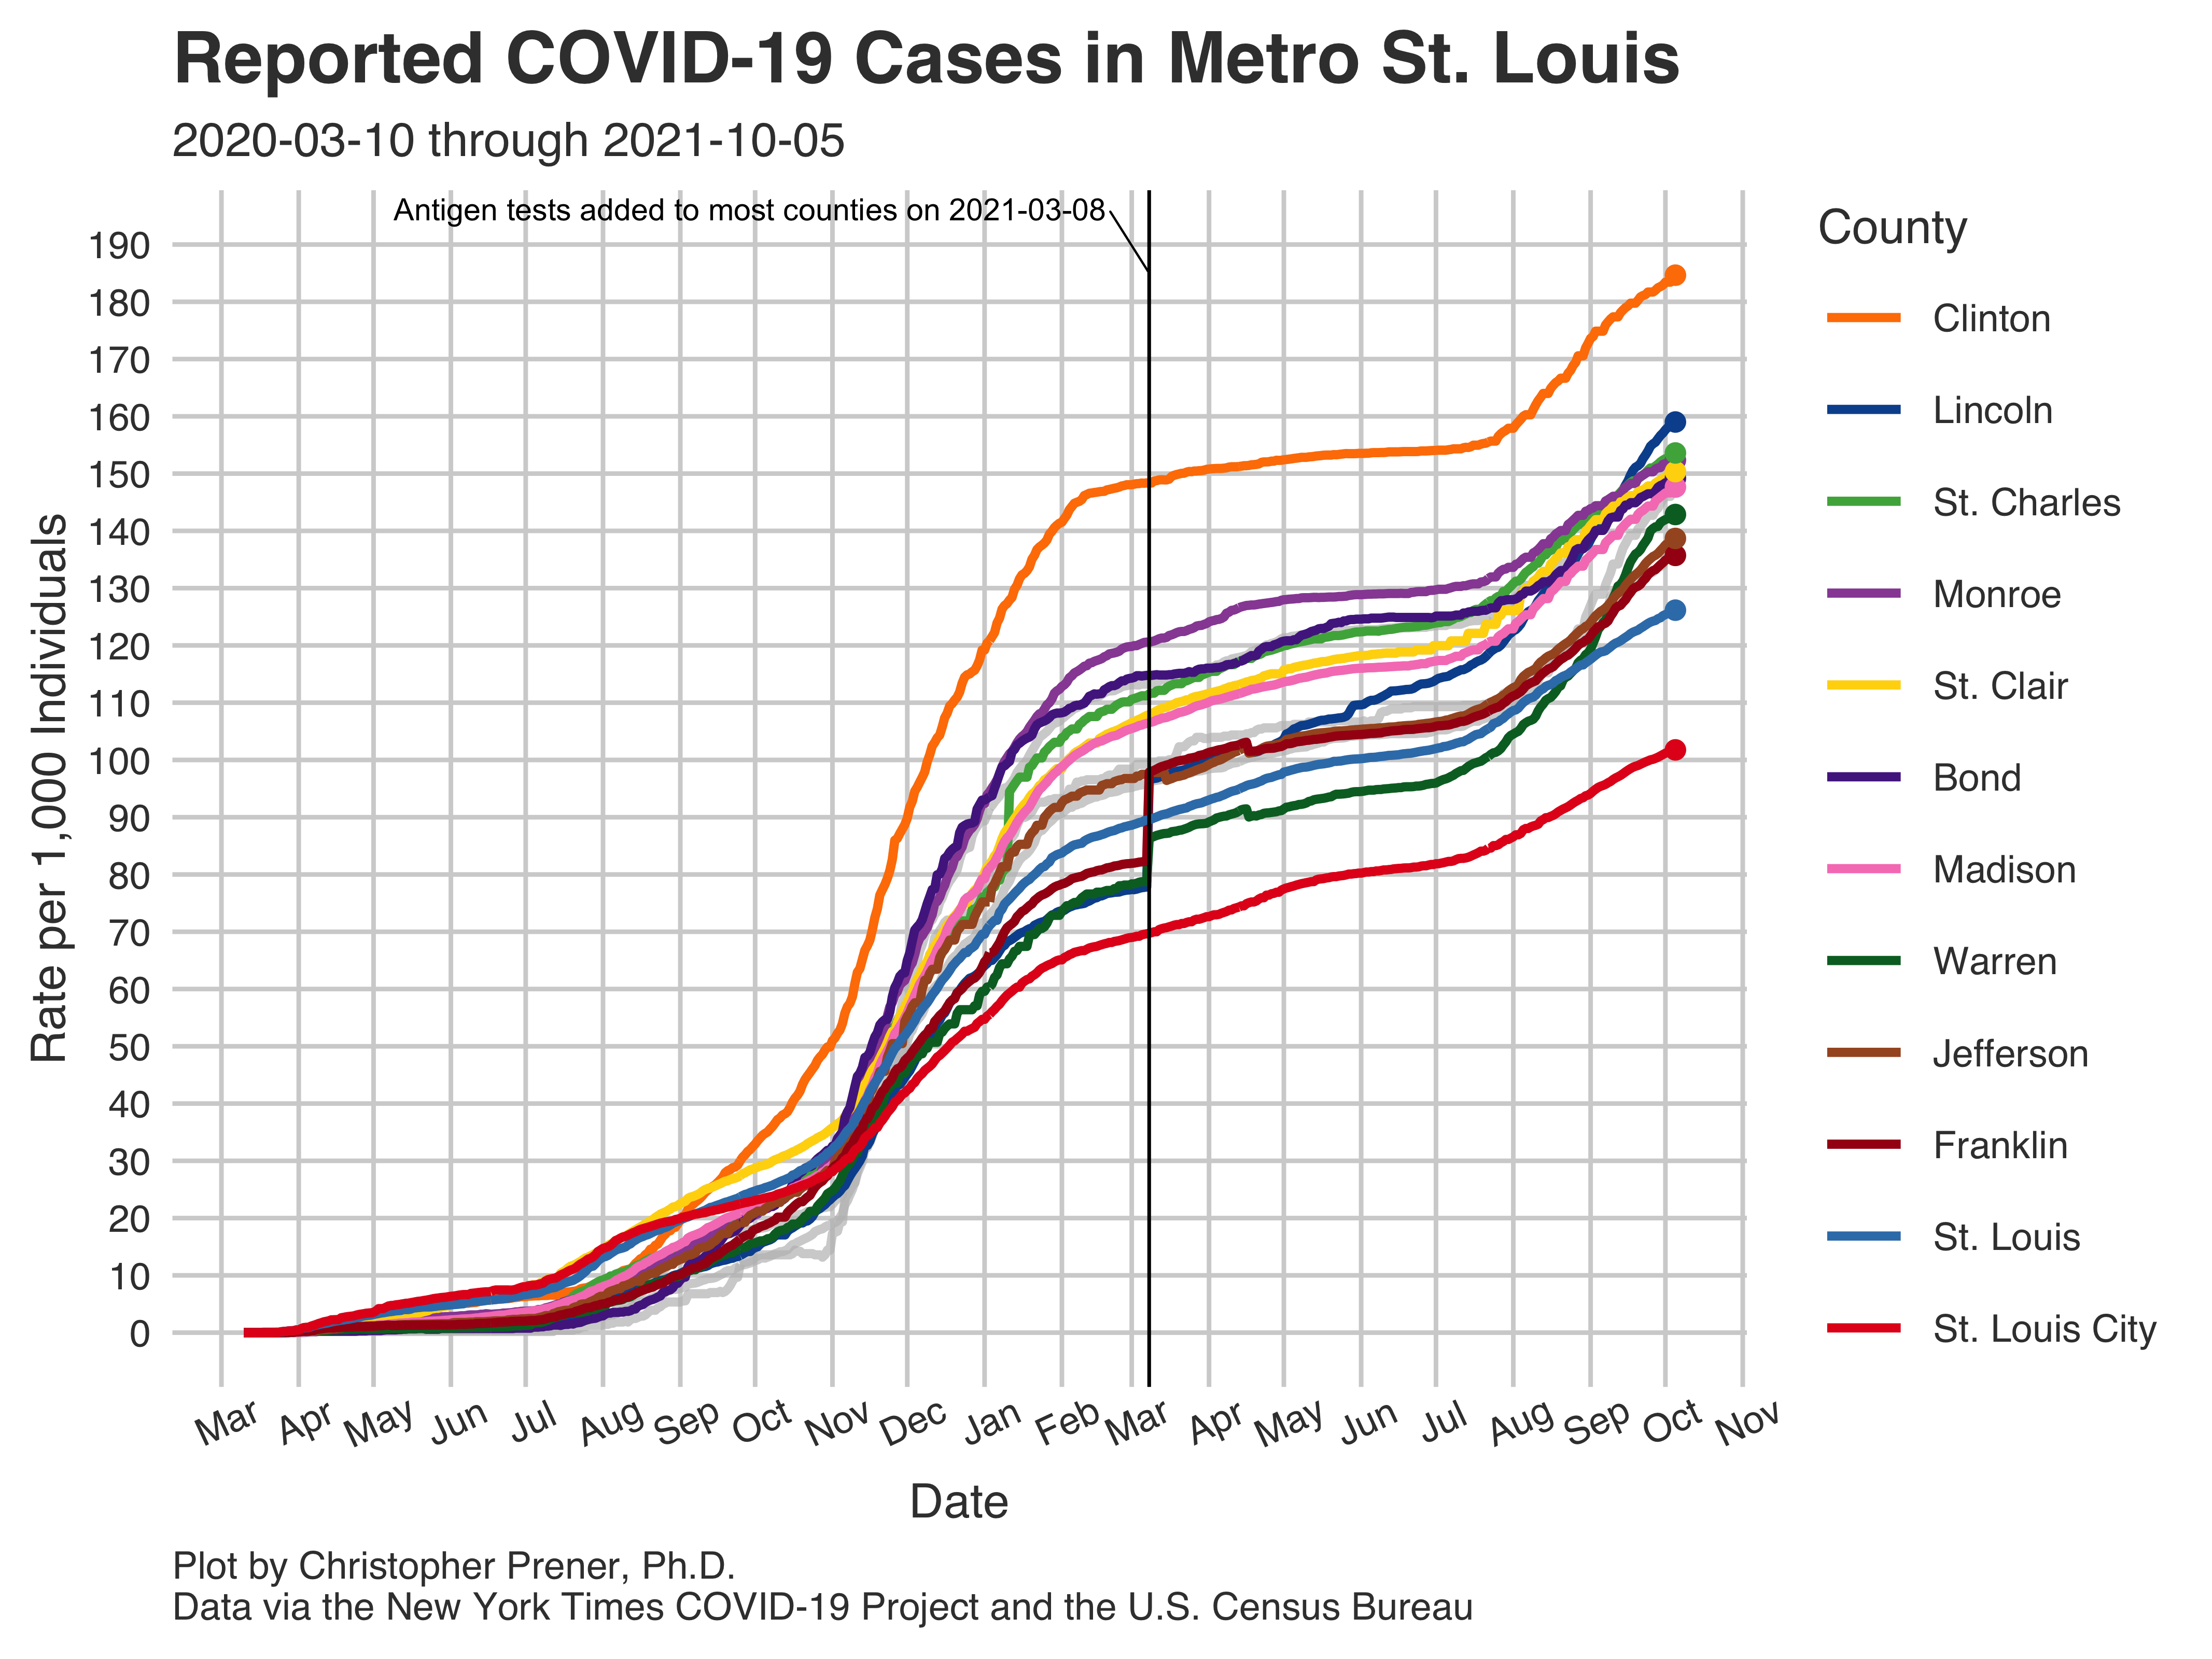 Reported COVID-19 Cases in Metro St. Louis
2020-03-10 through 2021-10-05
Antigen tests added to most counties on 2021-03-08
Rate per 1,000 Individuals
190
180
170
160
150
140
130
120
110
100
90
80
70
60
50
40
30
20
10
0
Mar Apr May Jun Jul Aug Sep Oct Nov Dec Jan Feb Mar Apr May Jun Jul Aug Sep Oct Nov
Date
County
Clinton
Lincoln
St. Charles
Monroe
St. Clair
Bond
Madison
Warren
Jefferson
Franklin
St. Louis
St. Louis City
Plot by Christopher Prener, Ph.D.
Data via the New York Times COVID-19 Project and the U.S. Census Bureau